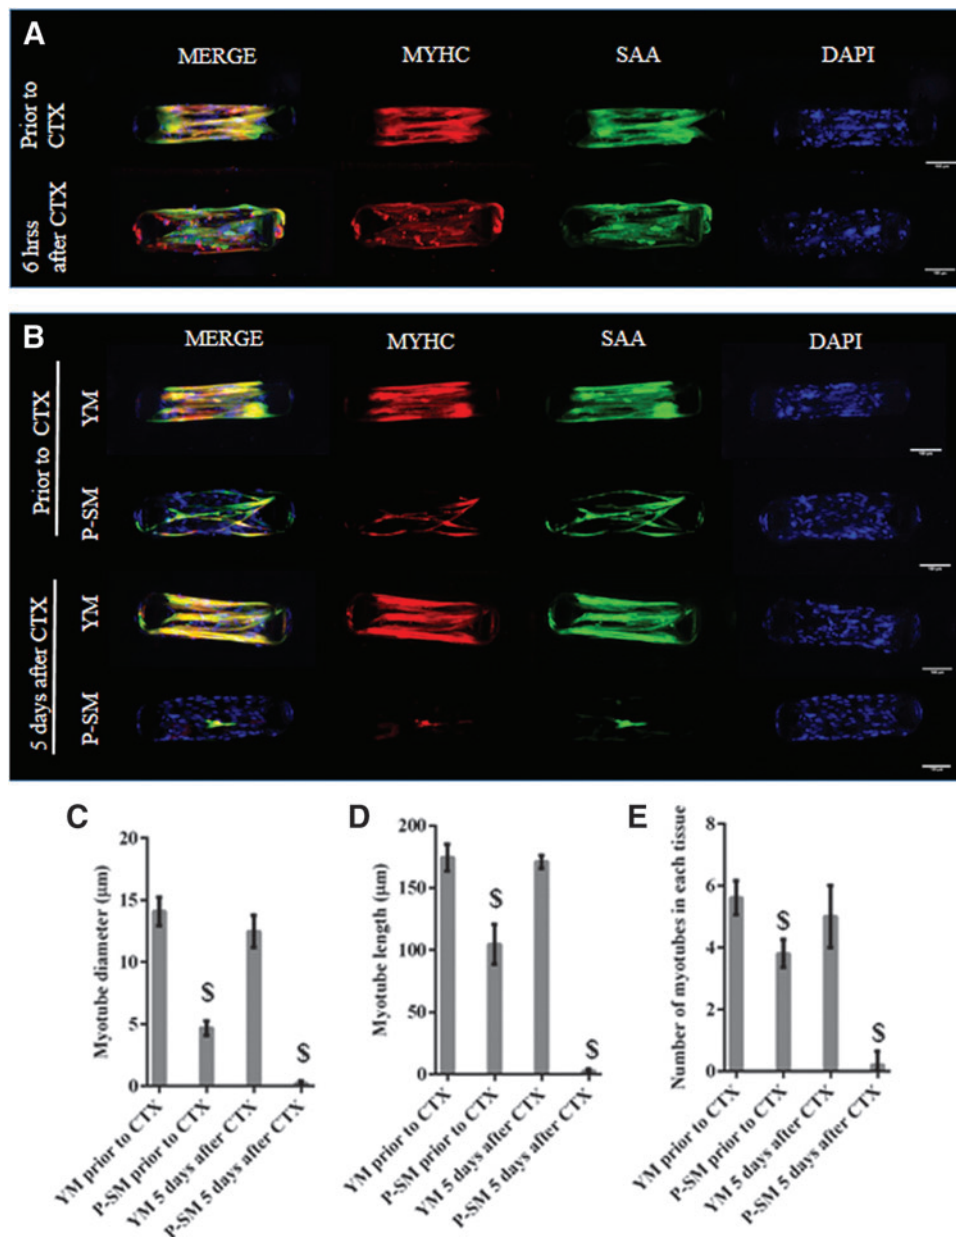 A
MERGE MYHC SAA DAPI
Prior to
CTX
6 hrss
after CTX
B
MERGE MYHC SAA DAPI
Prior to CTX
YM
P-SM
5 days after CTX
YM
P-SM
C
Myotube diameter (µm)
20
15
10
5
0
$
$
YM prior to CTX
P-SM prior to CTX
YM 5 days after CTX
P-SM 5 days after CTX
D
Myotube length (µm)
200
150
100
50
0
$
$
YM prior to CTX
P-SM prior to CTX
YM 5 days after CTX
P-SM 5 days after CTX
E
Number of myotubes in each tissue
8
6
4
2
0
$
$
YM prior to CTX
P-SM prior to CTX
YM 5 days after CTX
P-SM 5 days after CTX